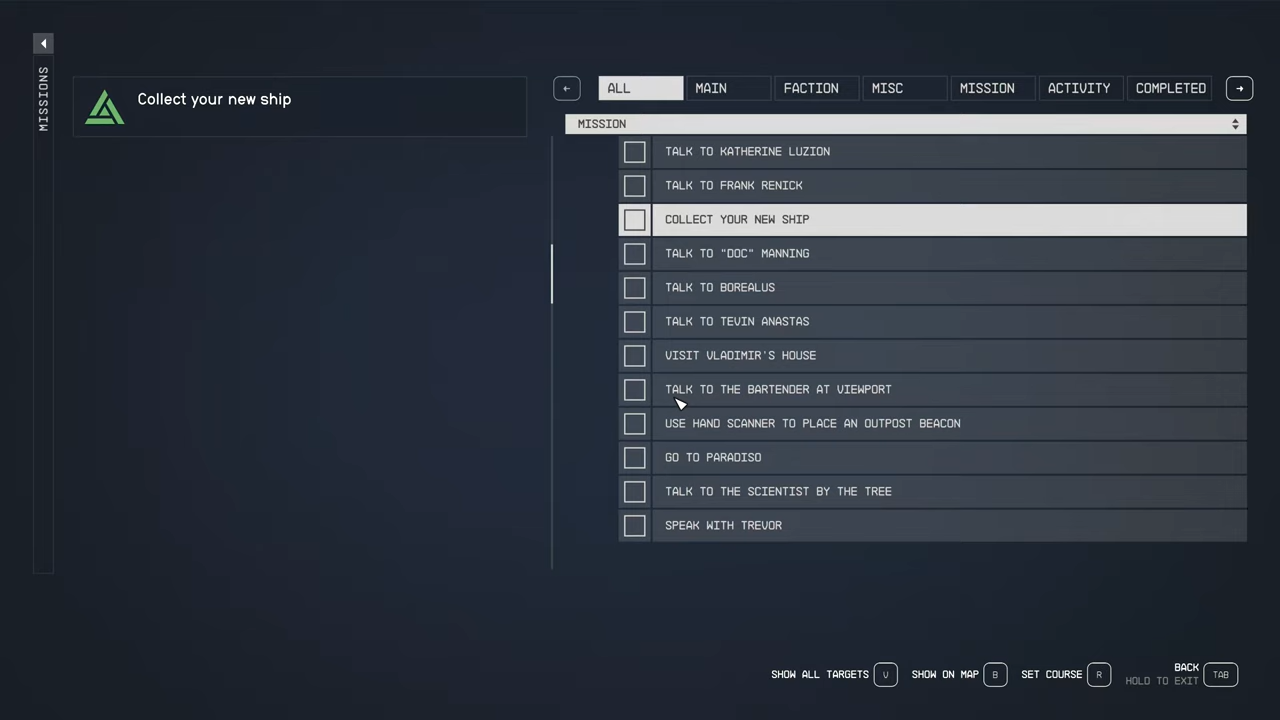 MISSIONS
Collect your new ship
ALL MAIN FACTION MISC MISSION ACTIVITY COMPLETED
MISSION
TALK TO KATHERINE LUZION
TALK TO FRANK RENICK
COLLECT YOUR NEW SHIP
TALK TO "DOC" MANNING
TALK TO BOREALUS
TALK TO TEVIN ANASTAS
VISIT VLADIMIR'S HOUSE
TALK TO THE BARTENDER AT VIEWPORT
USE HAND SCANNER TO PLACE AN OUTPOST BEACON
GO TO PARADISO
TALK TO THE SCIENTIST BY THE TREE
SPEAK WITH TREVOR
SHOW ALL TARGETS V SHOW ON MAP B SET COURSE R BACK TAB
HOLD TO EXIT